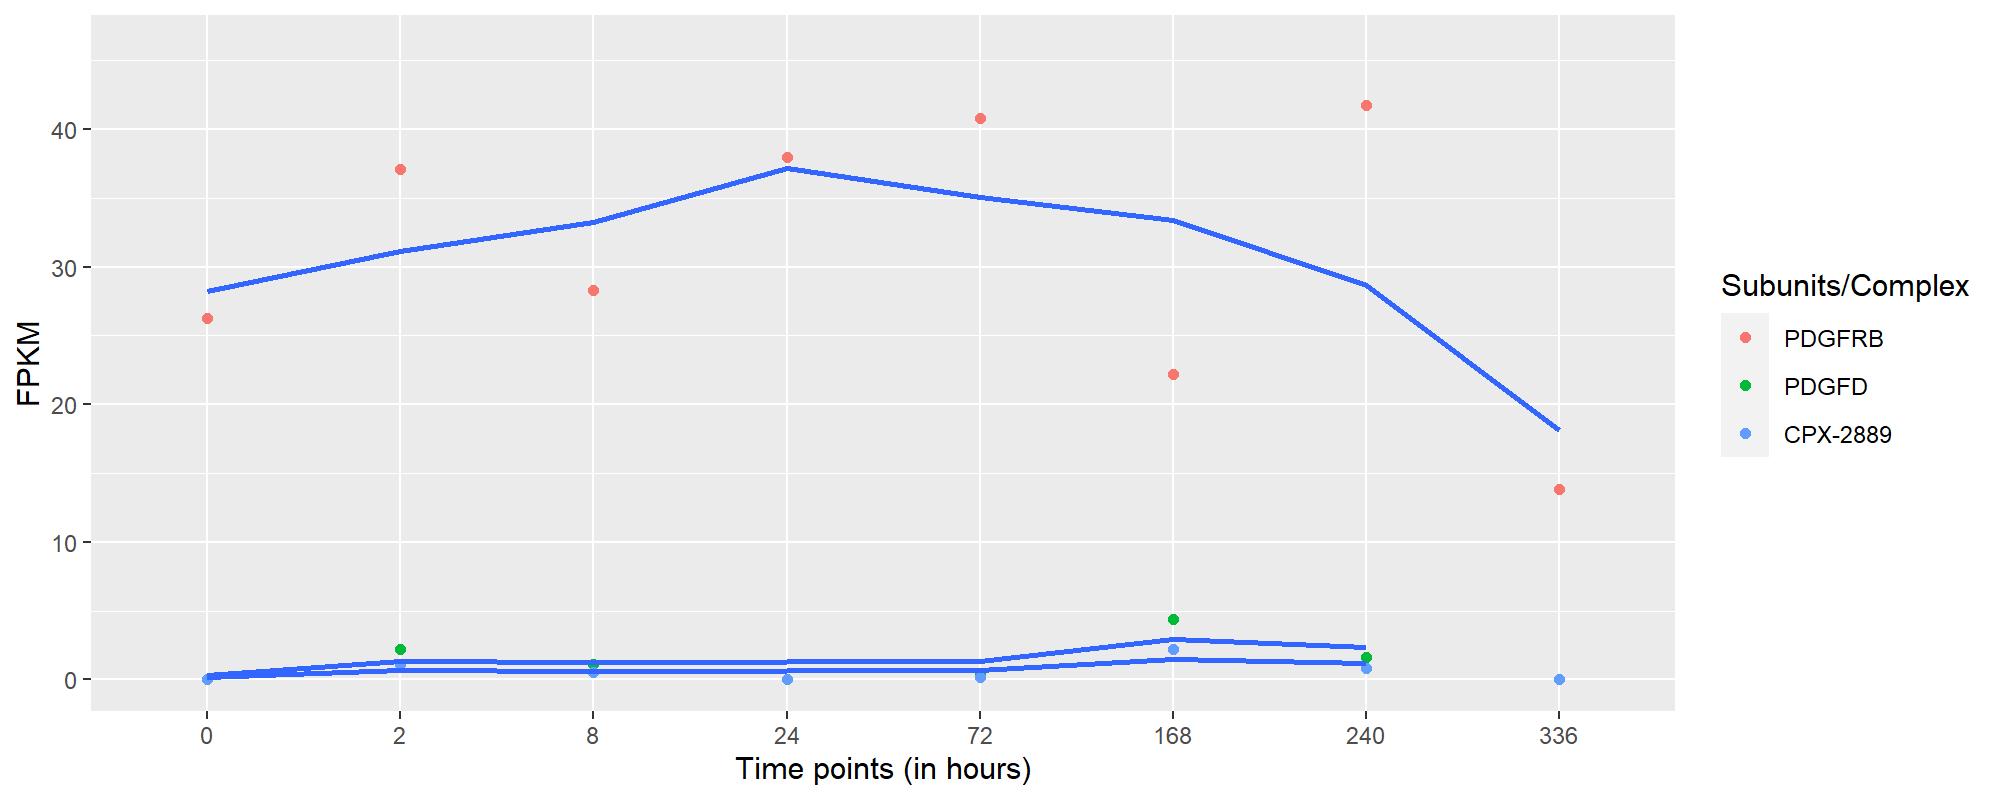 FPKM
40
30
20
10
0
0 2 8 24 72 168 240 336
Time points (in hours)
Subunits/Complex
PDGFRB
PDGFD
CPX-2889